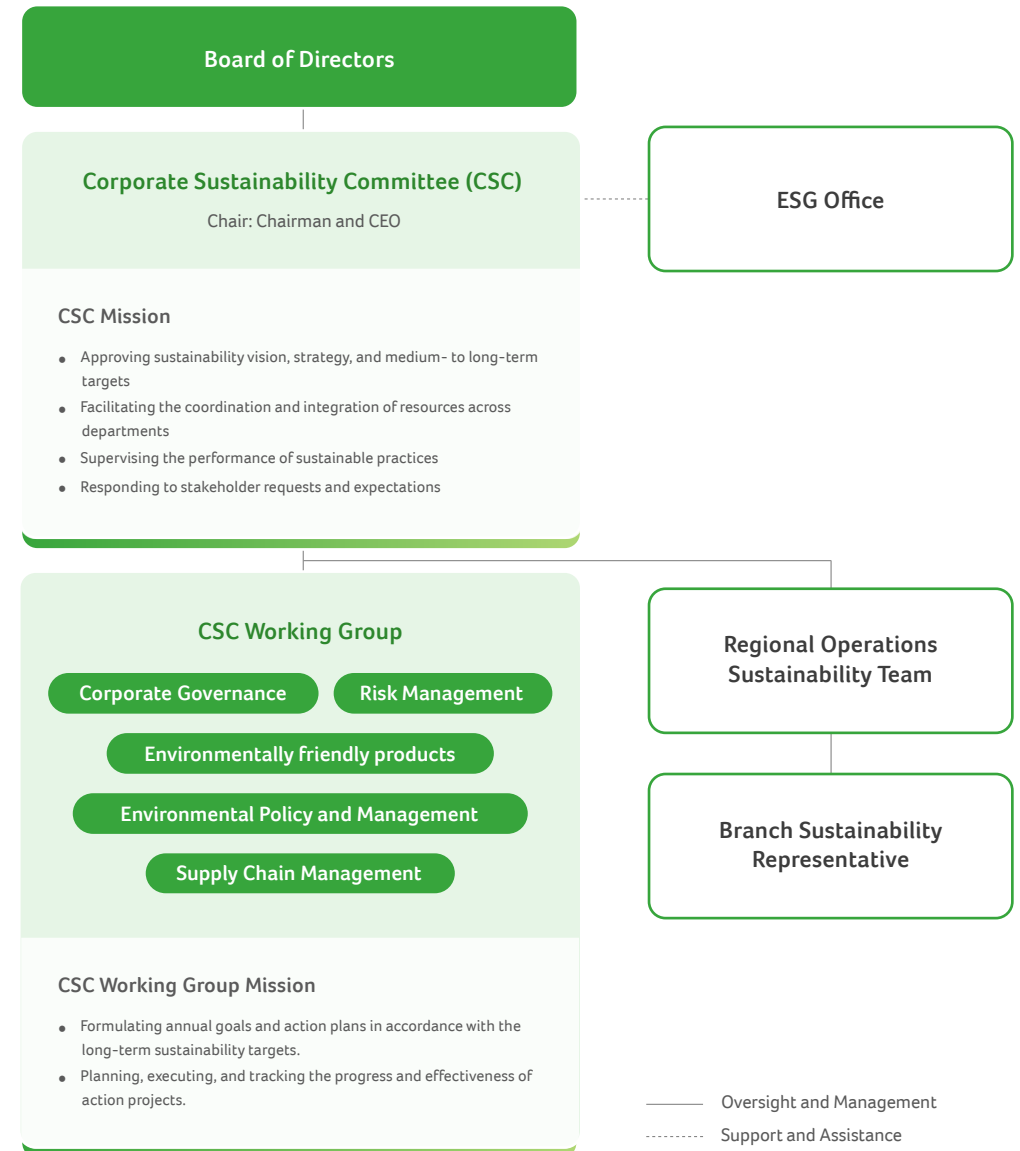 Board of Directors
Corporate Sustainability Committee (CSC)
Chair: Chairman and CEO
ESG Office
CSC Mission
● Approving sustainability vision, strategy, and medium- to long-term
targets
● Facilitating the coordination and integration of resources across
departments
● Supervising the performance of sustainable practices
● Responding to stakeholder requests and expectations
CSC Working Group
Corporate Governance
Risk Management
Environmentally friendly products
Environmental Policy and Management
Supply Chain Management
Regional Operations
Sustainability Team
Branch Sustainability
Representative
CSC Working Group Mission
● Formulating annual goals and action plans in accordance with the
long-term sustainability targets.
● Planning, executing, and tracking the progress and effectiveness of
action projects.
Oversight and Management
Support and Assistance